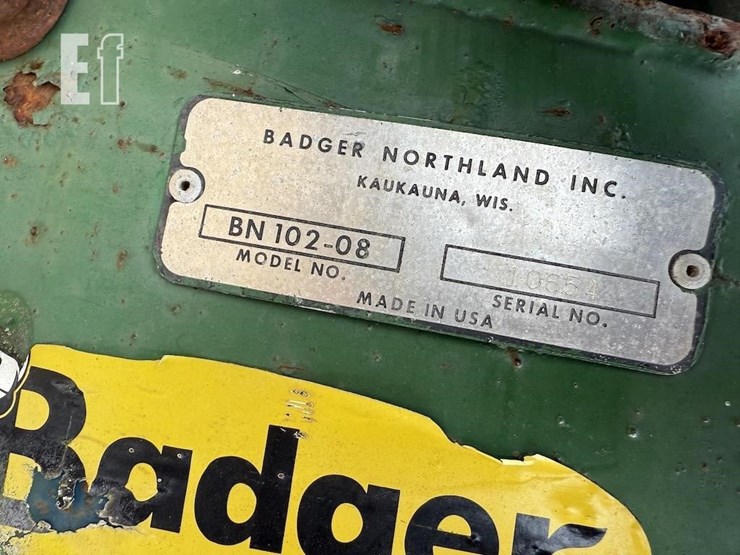 Ef
BADGER NORTHLAND INC.
KAUKAUNA, WIS.
BN 102-08
MODEL NO.
SERIAL NO.
MADE IN USA
Badger